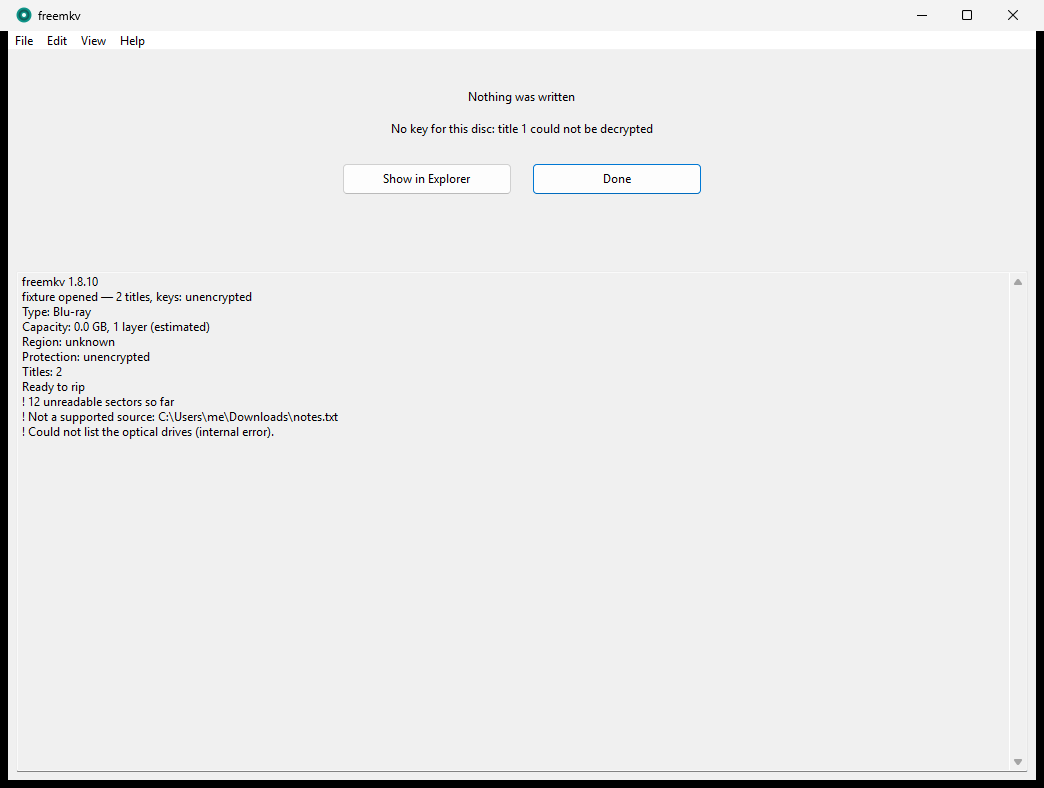 freemkv
File Edit View Help
Nothing was written
No key for this disc: title 1 could not be decrypted
Show in Explorer Done
freemkv 1.8.10
fixture opened — 2 titles, keys: unencrypted
Type: Blu-ray
Capacity: 0.0 GB, 1 layer (estimated)
Region: unknown
Protection: unencrypted
Titles: 2
Ready to rip
! 12 unreadable sectors so far
! Not a supported source: C:\Users\me\Downloads\notes.txt
! Could not list the optical drives (internal error).